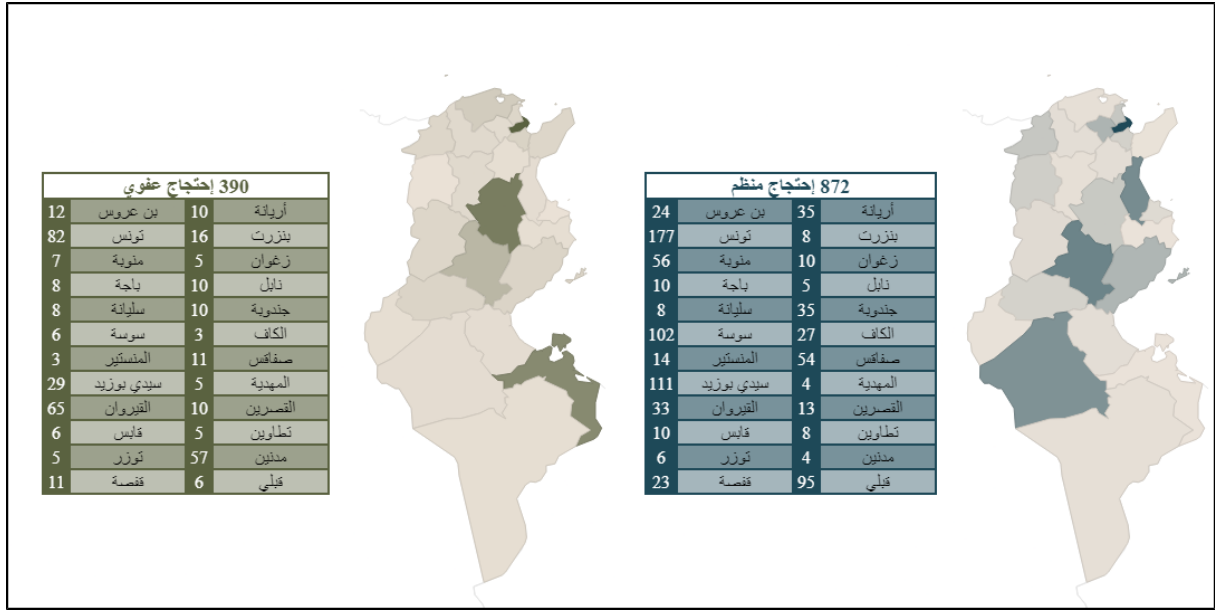 872 إحتجاج منظم
أريانة 35 بن عروس 24
بنزرت 8 تونس 177
زغوان 10 منوبة 56
نابل 5 باجة 10
جندوبة 35 سليانة 8
الكاف 27 سوسة 102
صفاقس 54 المنستير 14
المهدية 4 سيدي بوزيد 111
القصرين 13 القيروان 33
تطاوين 8 قابس 10
مدنين 4 توزر 6
قبلي 95 قفصة 23
390 إحتجاج عفوي
أريانة 10 بن عروس 12
بنزرت 16 تونس 82
زغوان 5 منوبة 7
نابل 10 باجة 8
جندوبة 10 سليانة 8
الكاف 3 سوسة 6
صفاقس 11 المنستير 3
المهدية 5 سيدي بوزيد 29
القصرين 10 القيروان 65
تطاوين 5 قابس 6
مدنين 57 توزر 5
قبلي 6 قفصة 11